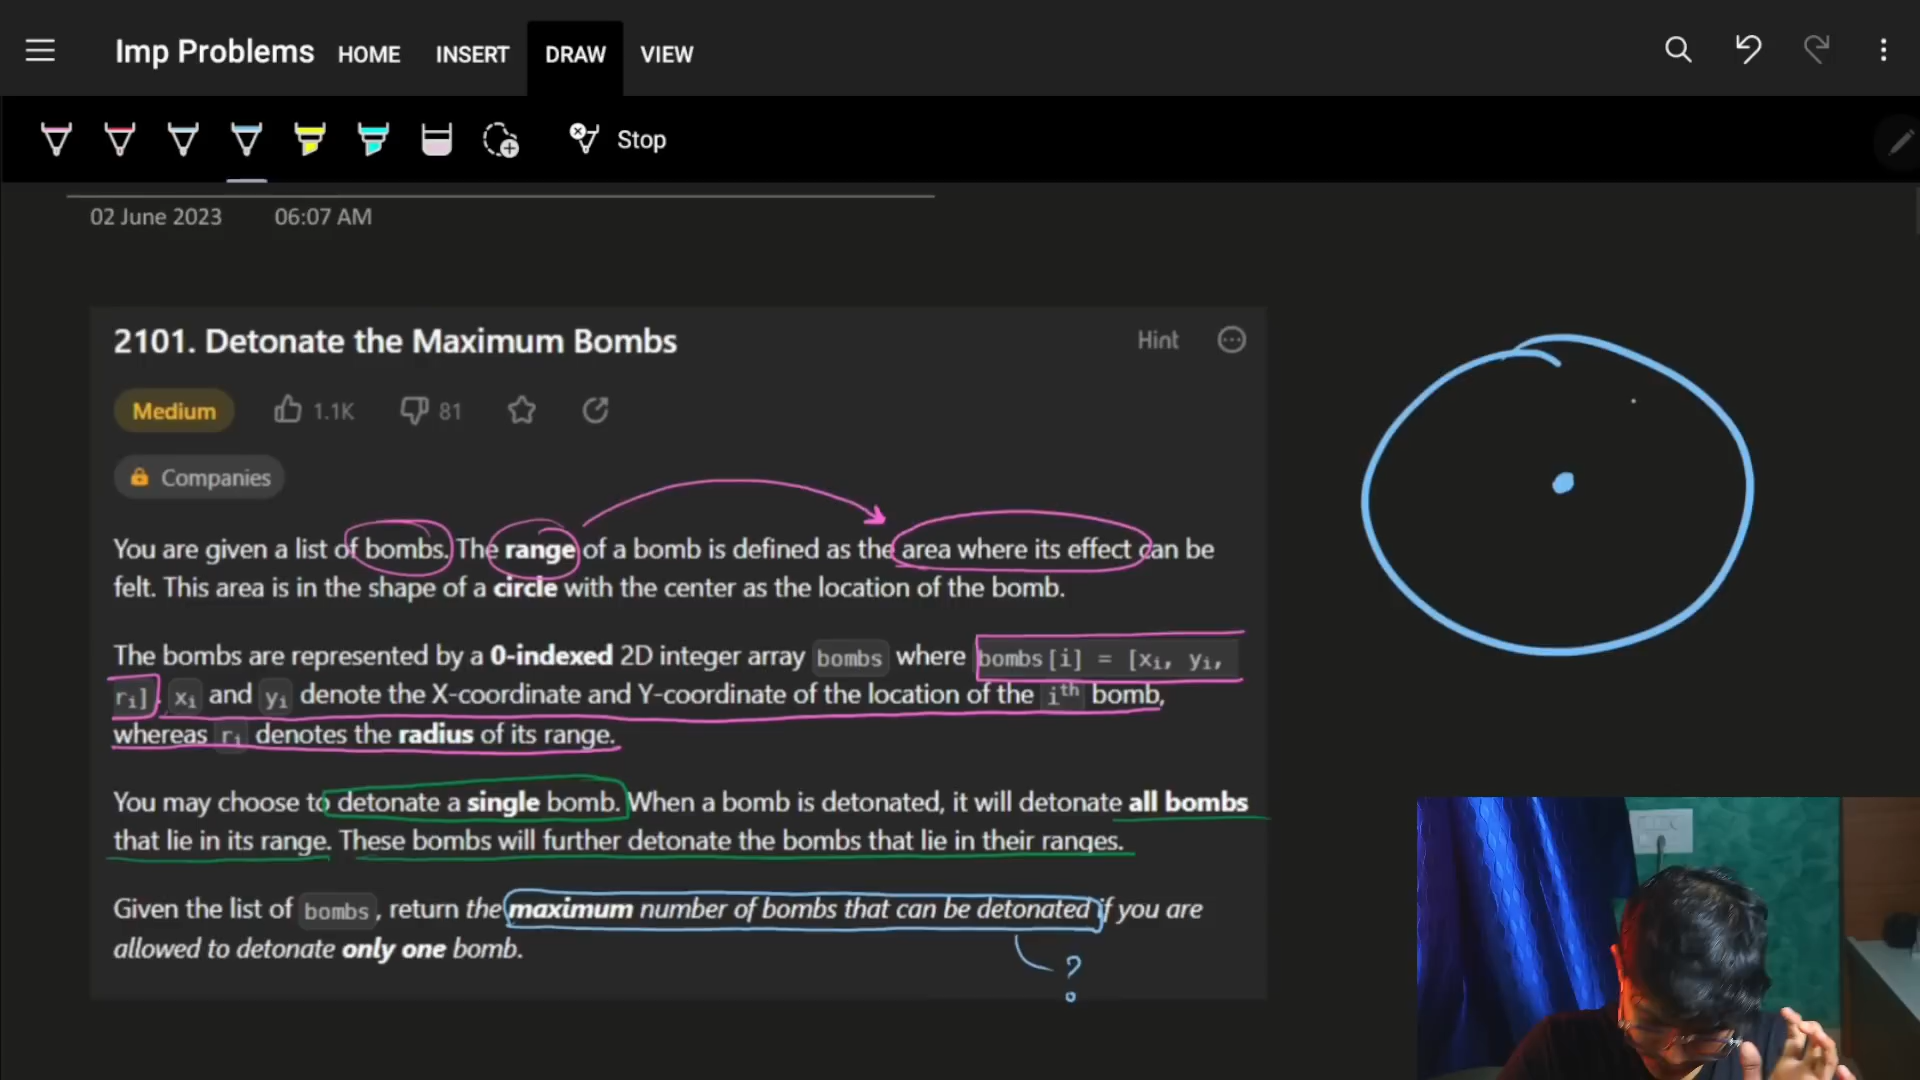 Imp Problems HOME INSERT DRAW VIEW
Stop
02 June 2023 06:07 AM
2101. Detonate the Maximum Bombs Hint
Medium 1.1K 81
Companies
You are given a list of bombs. The range of a bomb is defined as the area where its effect can be
felt. This area is in the shape of a circle with the center as the location of the bomb.
The bombs are represented by a 0-indexed 2D integer array bombs where bombs[i] = [xᵢ, yᵢ,
rᵢ]. xᵢ and yᵢ denote the X-coordinate and Y-coordinate of the location of the iᵗʰ bomb,
whereas rᵢ denotes the radius of its range.
You may choose to detonate a single bomb. When a bomb is detonated, it will detonate all bombs
that lie in its range. These bombs will further detonate the bombs that lie in their ranges.
Given the list of bombs, return the maximum number of bombs that can be detonated if you are
allowed to detonate only one bomb.
?